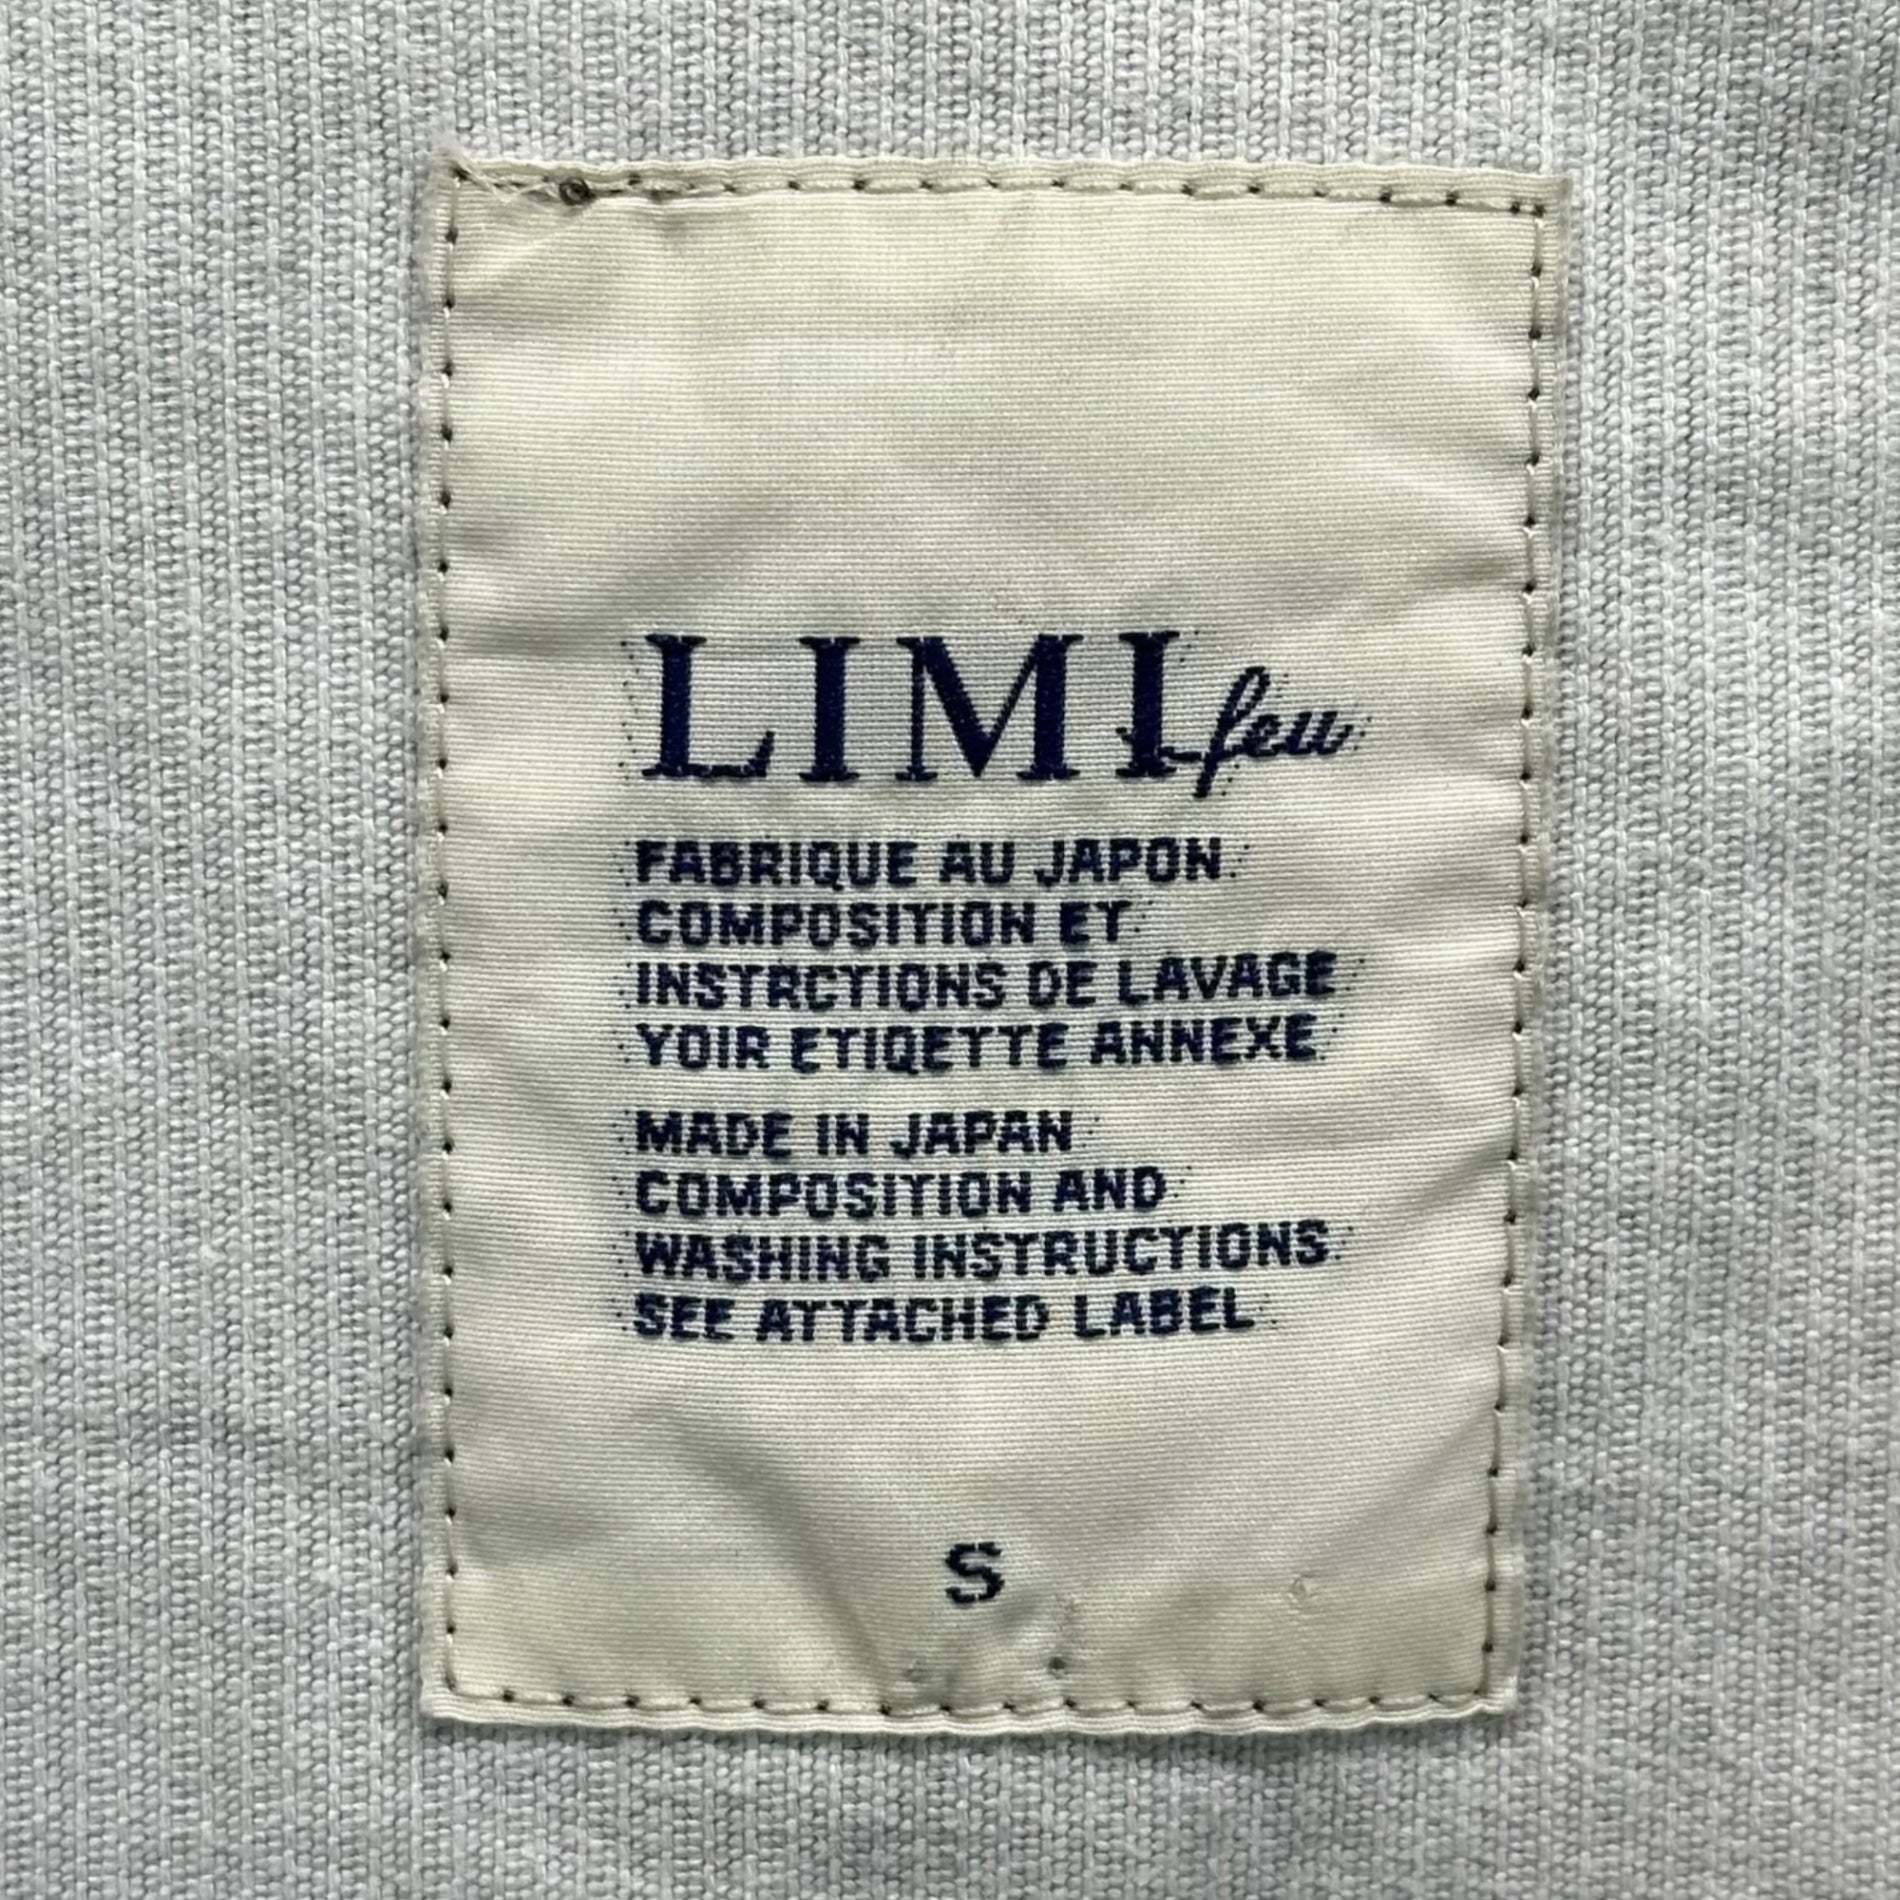 LIMI feu
FABRIQUE AU JAPON
COMPOSITION ET
INSTRCTIONS DE LAVAGE
YOIR ETIQETTE ANNEXE
MADE IN JAPAN
COMPOSITION AND
WASHING INSTRUCTIONS
SEE ATTACHED LABEL
S